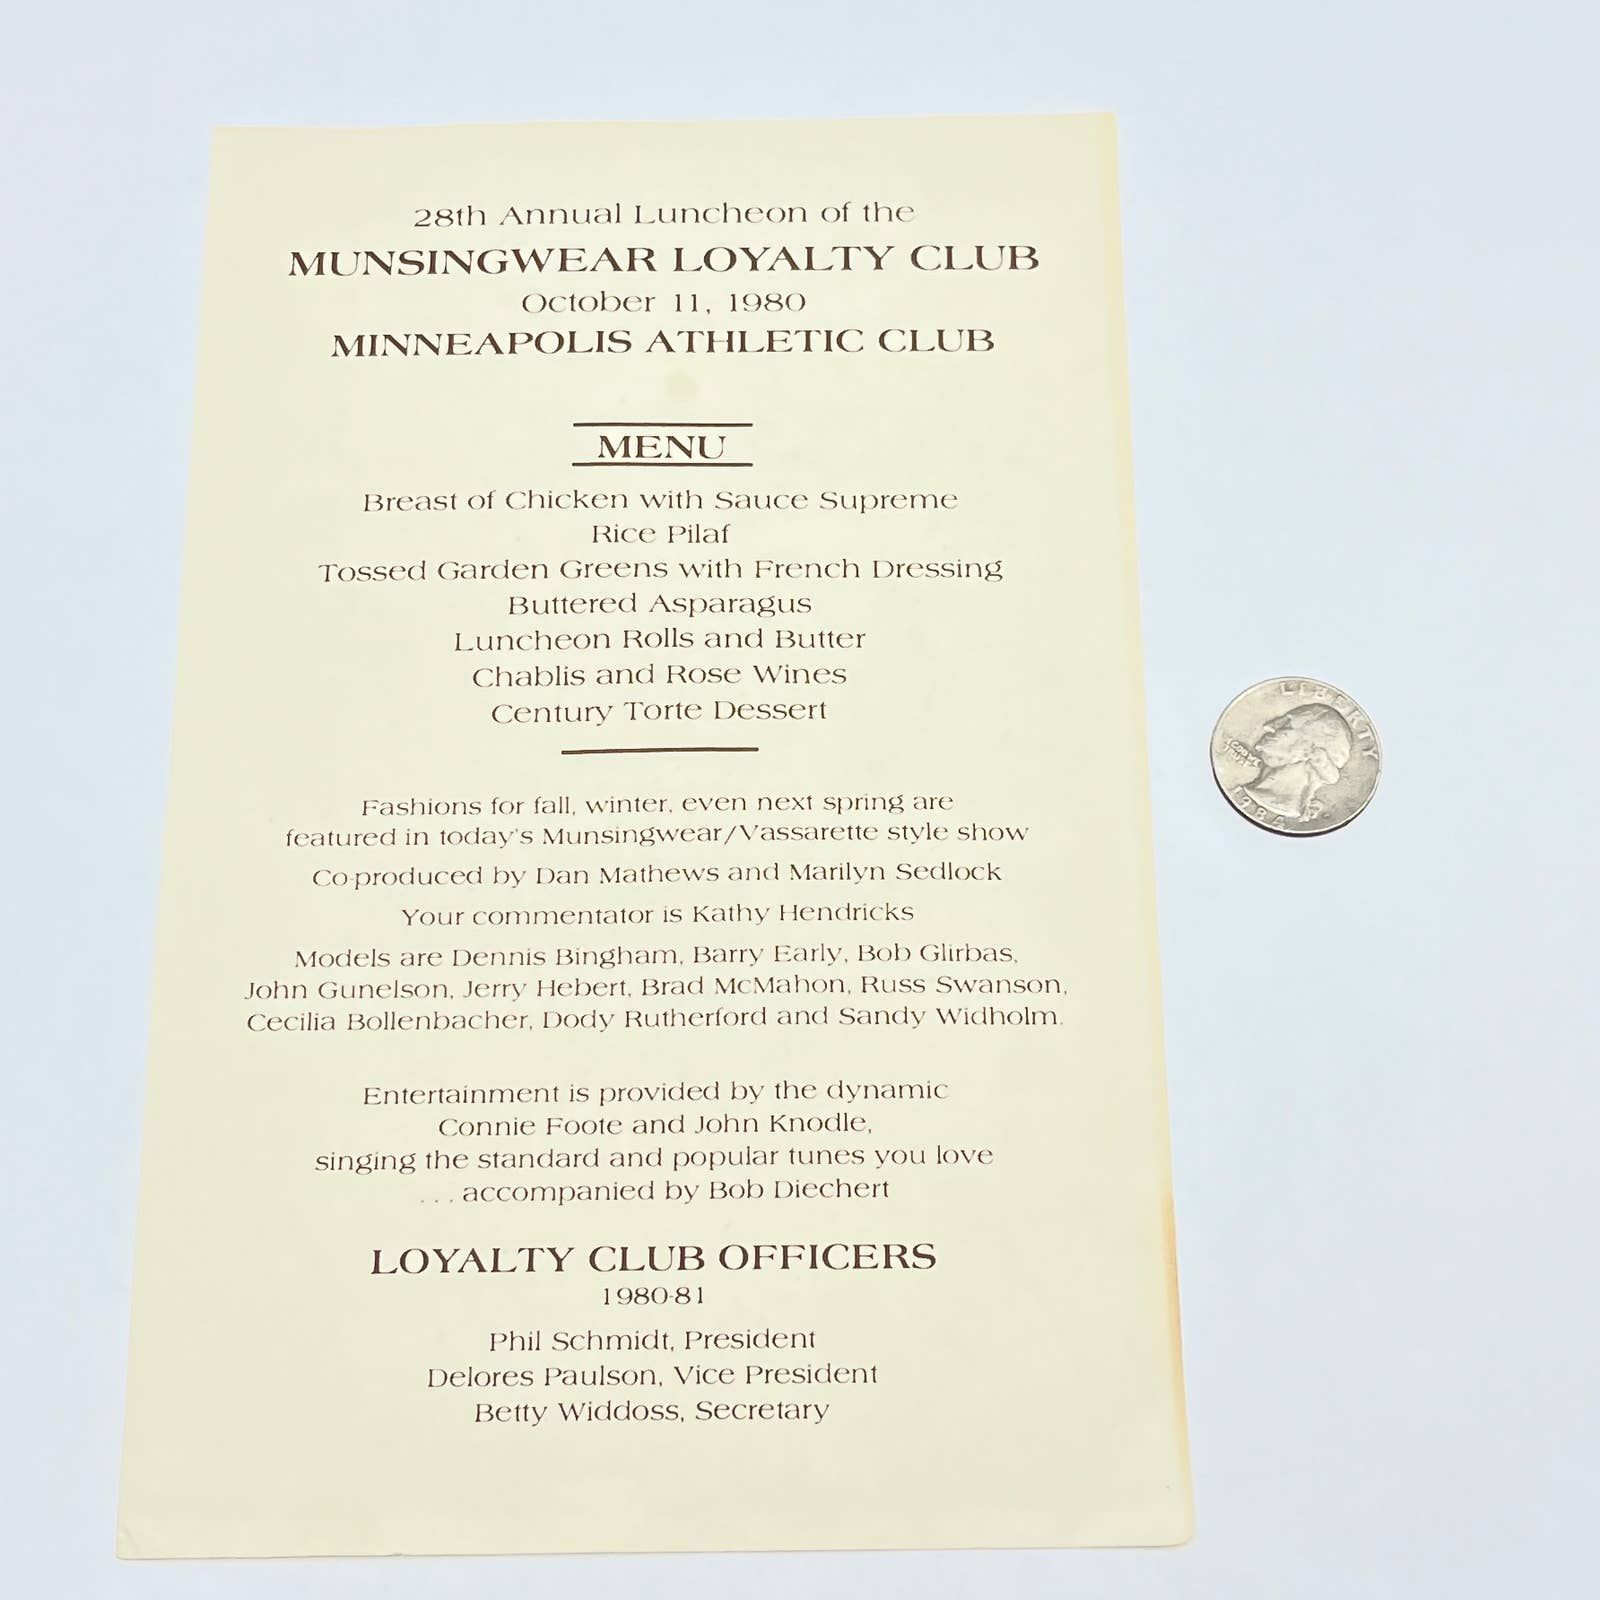 28th Annual Luncheon of the
MUNSINGWEAR LOYALTY CLUB
October 11, 1980
MINNEAPOLIS ATHLETIC CLUB
MENU
Breast of Chicken with Sauce Supreme
Rice Pilaf
Tossed Garden Greens with French Dressing
Buttered Asparagus
Luncheon Rolls and Butter
Chablis and Rose Wines
Century Torte Dessert
Fashions for fall, winter, even next spring are
featured in today's Munsingwear/Vassarette style show
Co-produced by Dan Mathews and Marilyn Sedlock
Your commentator is Kathy Hendricks
Models are Dennis Bingham, Barry Early, Bob Glirbas,
John Gunelson, Jerry Hebert, Brad McMahon, Russ Swanson,
Cecilia Bollenbacher, Dody Rutherford and Sandy Widholm.
Entertainment is provided by the dynamic
Connie Foote and John Knodle,
singing the standard and popular tunes you love
...accompanied by Bob Diechert
LOYALTY CLUB OFFICERS
1980-81
Phil Schmidt, President
Delores Paulson, Vice President
Betty Widdoss, Secretary
LIBERTY